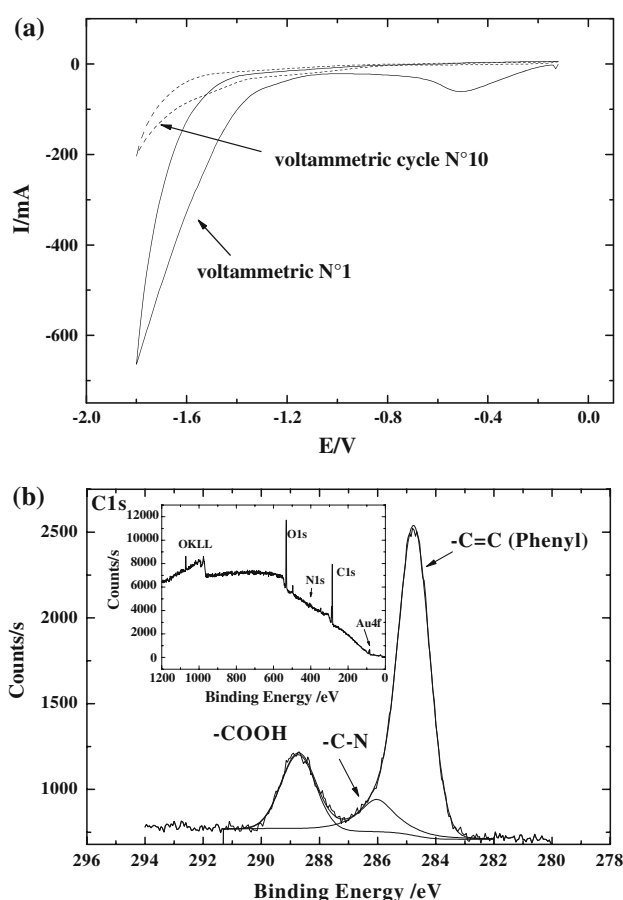 (a)
0
-200
-400
-600
I/mA
voltammetric cycle N°10
voltammetric N°1
-2.0 -1.6 -1.2 -0.8 -0.4 0.0
E/V
(b)
C1s
2500
2000
1500
1000
Counts/s
14000
12000
10000
8000
6000
4000
2000
0
Counts/s
OKLL
O1s
N1s
C1s
Au4f
1200 1000 800 600 400 200 0
Binding Energy /eV
-C=C (Phenyl)
-COOH
-C-N
296 294 292 290 288 286 284 282 280 278
Binding Energy /eV